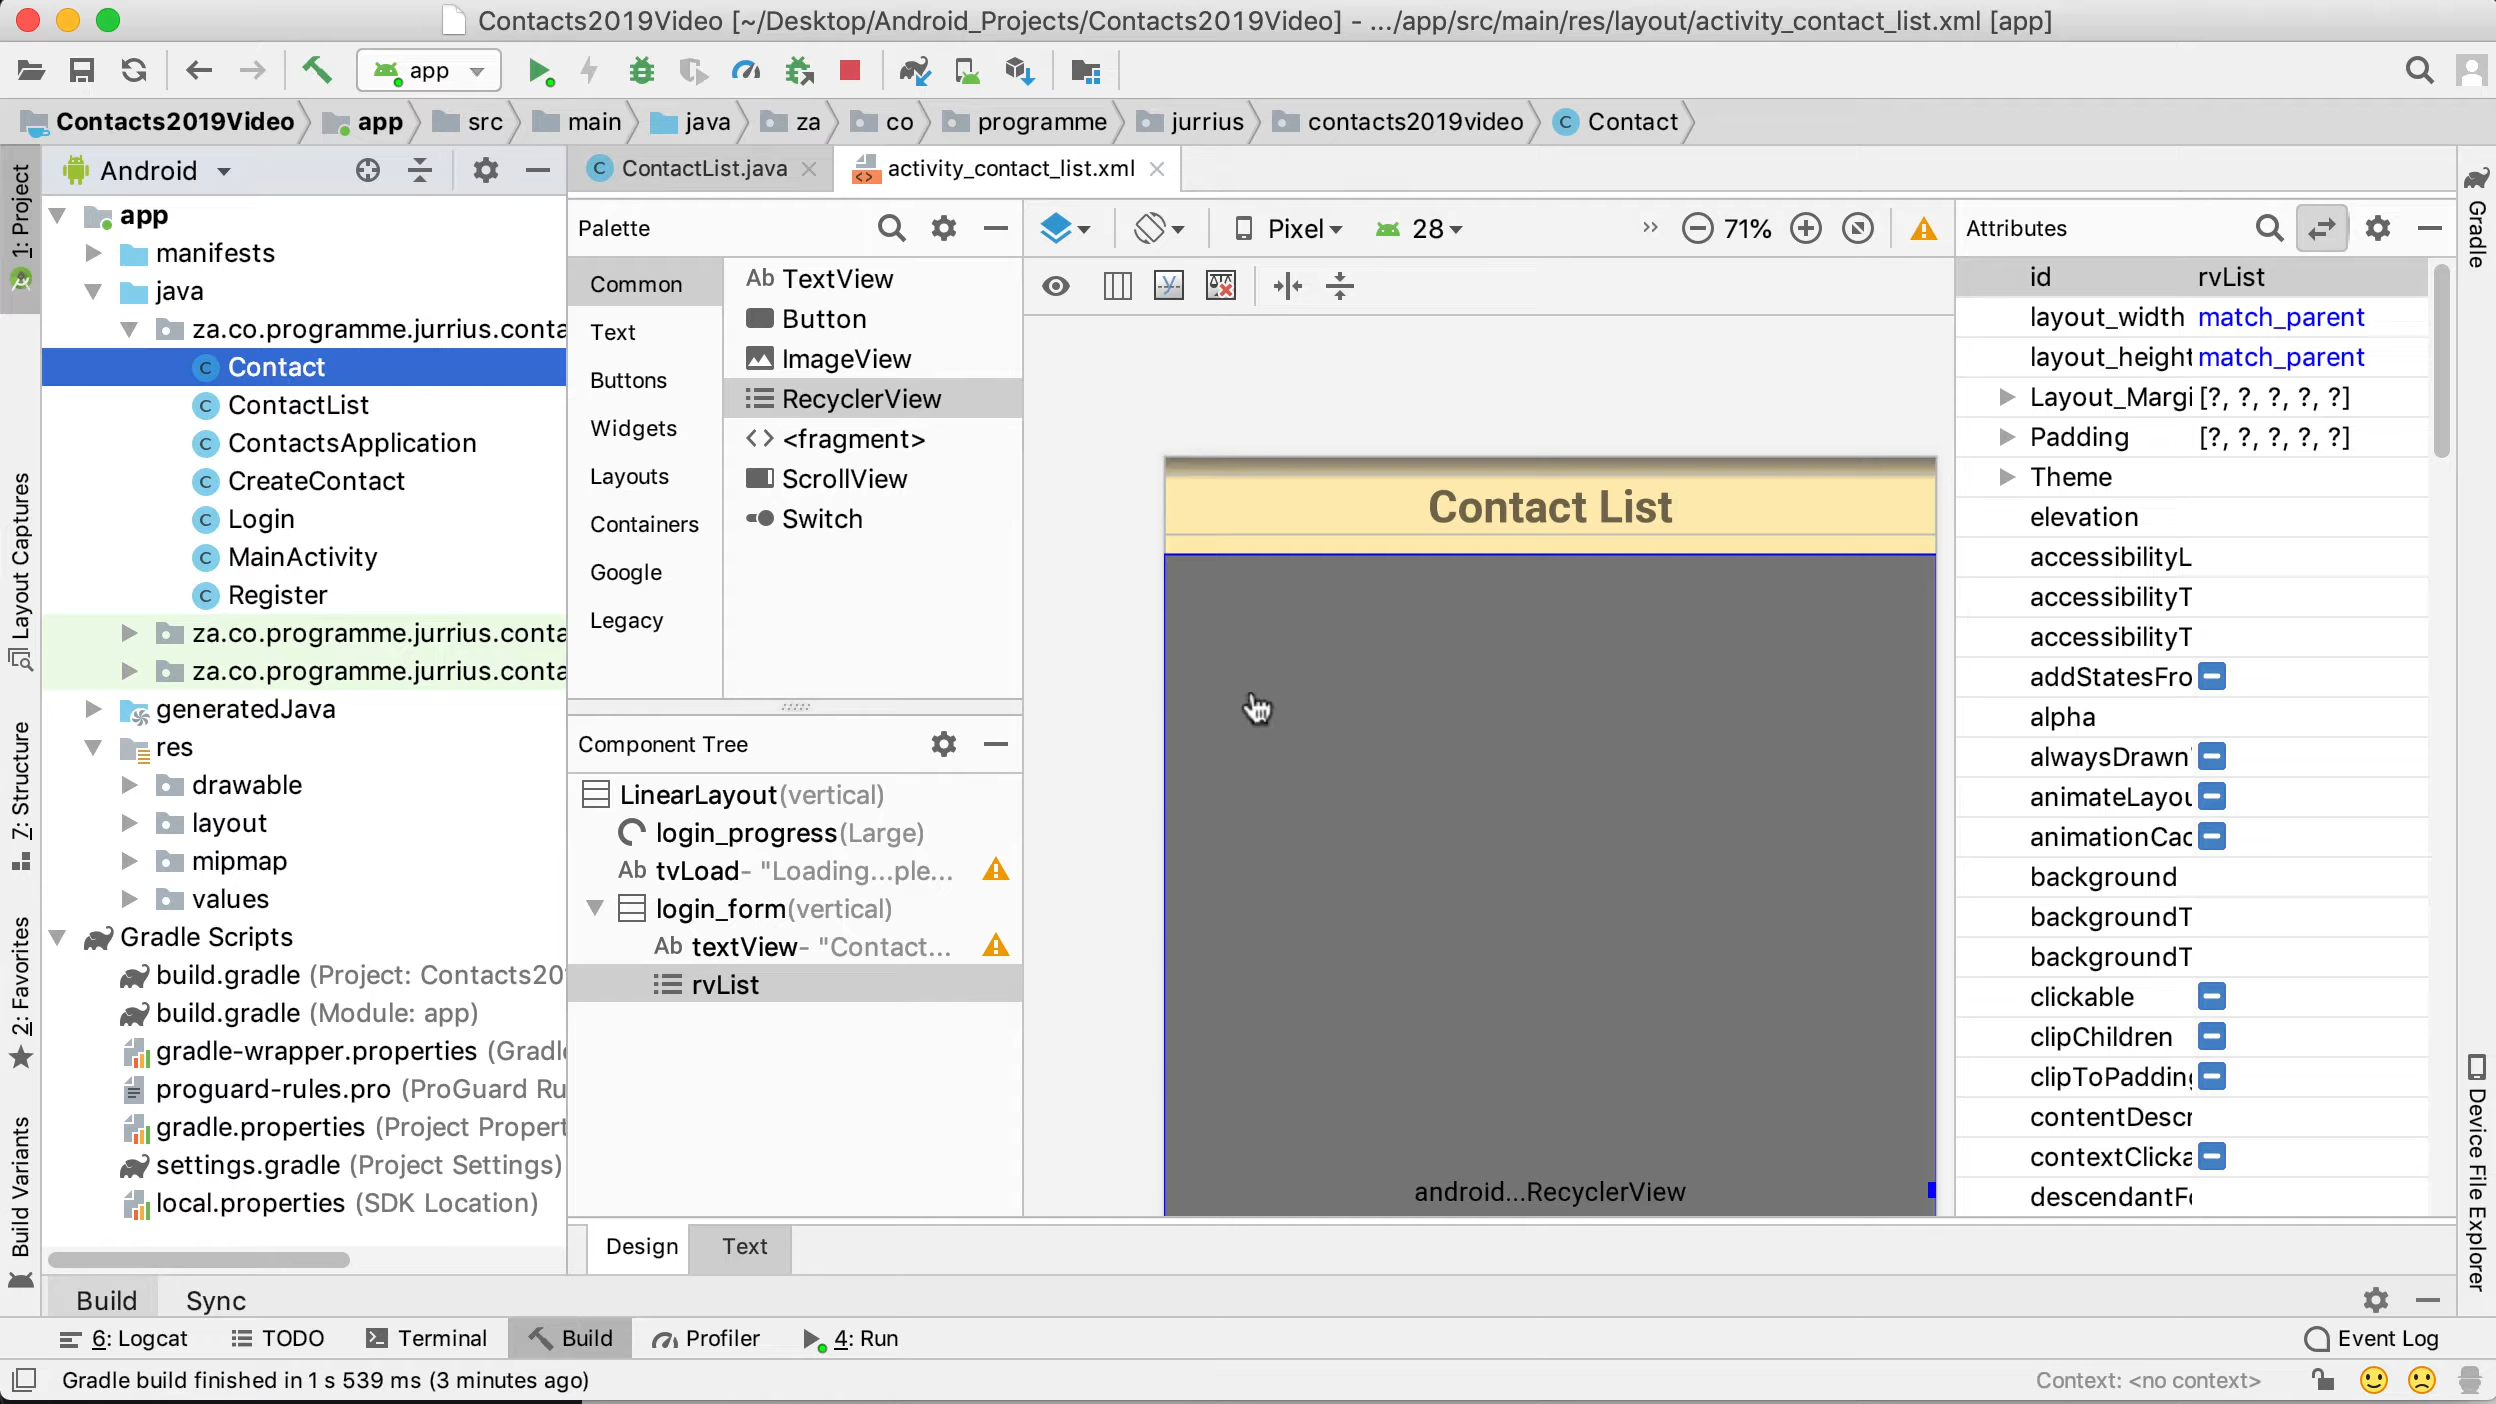 Contacts2019Video [~/Desktop/Android_Projects/Contacts2019Video] - .../app/src/main/res/layout/activity_contact_list.xml [app]
app
Contacts2019Video app src main java za co programme jurrius contacts2019video C Contact
1: Project
Layout Captures
7: Structure
2: Favorites
Build Variants
Android
app
manifests
java
za.co.programme.jurrius.conta
C Contact
C ContactList
C ContactsApplication
C CreateContact
C Login
C MainActivity
C Register
za.co.programme.jurrius.conta
za.co.programme.jurrius.conta
generatedJava
res
drawable
layout
mipmap
values
Gradle Scripts
build.gradle (Project: Contacts20
build.gradle (Module: app)
gradle-wrapper.properties (Gradl
proguard-rules.pro (ProGuard Ru
gradle.properties (Project Propert
settings.gradle (Project Settings)
local.properties (SDK Location)
C ContactList.java
activity_contact_list.xml
Palette
Common
Text
Buttons
Widgets
Layouts
Containers
Google
Legacy
Ab TextView
Button
ImageView
RecyclerView
<> <fragment>
ScrollView
Switch
Component Tree
LinearLayout(vertical)
login_progress(Large)
Ab tvLoad- "Loading...ple...
login_form(vertical)
Ab textView- "Contact...
rvList
Pixel
28
71%
Contact List
android...RecyclerView
Design
Text
Attributes
id rvList
layout_width match_parent
layout_height match_parent
Layout_Margi [?, ?, ?, ?, ?]
Padding [?, ?, ?, ?, ?]
Theme
elevation
accessibilityL
accessibilityT
accessibilityT
addStatesFro
alpha
alwaysDrawn
animateLayou
animationCac
background
backgroundT
backgroundT
clickable
clipChildren
clipToPadding
contentDescr
contextClicka
descendantFo
Gradle
Device File Explorer
Build
Sync
6: Logcat
TODO
Terminal
Build
Profiler
4: Run
Event Log
Gradle build finished in 1 s 539 ms (3 minutes ago)
Context: <no context>